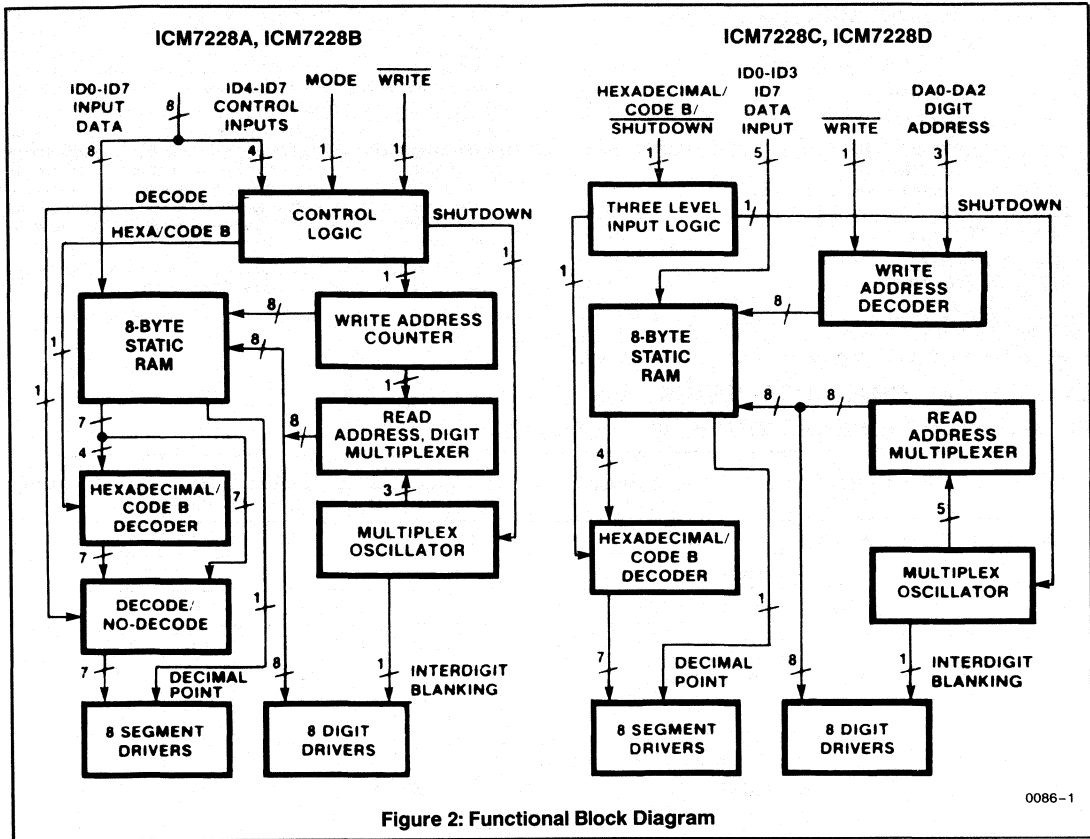 ICM7228A, ICM7228B
ID0-ID7
INPUT
DATA
8
ID4-ID7
CONTROL
INPUTS
MODE
WRITE
8
4
1
1
DECODE
HEXA/CODE B
CONTROL
LOGIC
SHUTDOWN
1
1
8-BYTE
STATIC
RAM
8
WRITE ADDRESS
COUNTER
8
1
1
1
7
8
READ
ADDRESS, DIGIT
MULTIPLEXER
4
HEXADECIMAL/
CODE B
DECODER
7
3
MULTIPLEX
OSCILLATOR
7
DECODE/
NO-DECODE
1
7
DECIMAL
POINT
8
1
INTERDIGIT
BLANKING
8 SEGMENT
DRIVERS
8 DIGIT
DRIVERS
ICM7228C, ICM7228D
HEXADECIMAL/
CODE B/
SHUTDOWN
ID0-ID3
ID7
DATA
INPUT
WRITE
DA0-DA2
DIGIT
ADDRESS
1
5
1
3
THREE LEVEL
INPUT LOGIC
1
SHUTDOWN
1
WRITE
ADDRESS
DECODER
8
8-BYTE
STATIC
RAM
8
8
READ
ADDRESS
MULTIPLEXER
4
5
HEXADECIMAL/
CODE B
DECODER
MULTIPLEX
OSCILLATOR
1
7
DECIMAL
POINT
8
1
INTERDIGIT
BLANKING
8 SEGMENT
DRIVERS
8 DIGIT
DRIVERS
0086-1
Figure 2: Functional Block Diagram